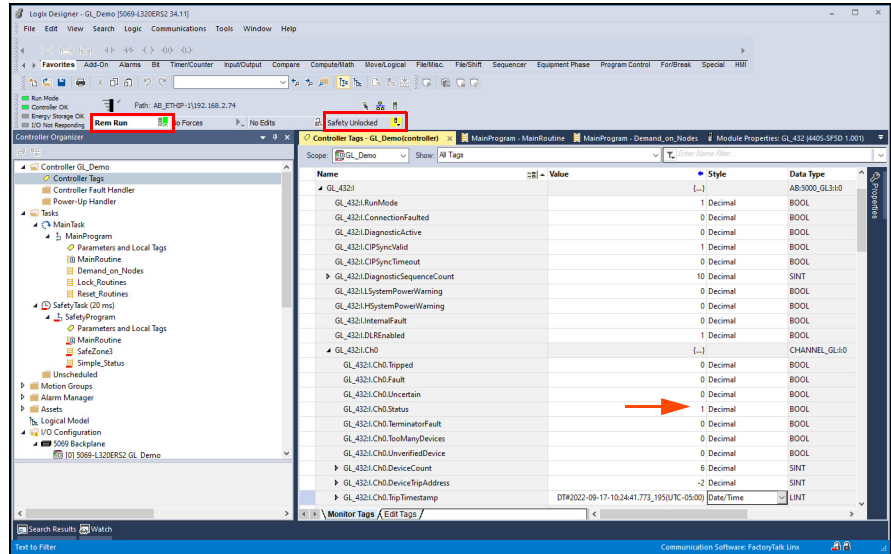 Logix Designer - GL_Demo [5069-L320ERS2 34.11]
File Edit View Search Logic Communications Tools Window Help
Favorites Add-On Alarms Bit Timer/Counter Input/Output Compare Compute/Math Move/Logical File/Misc. File/Shift Sequencer Equipment Phase Program Control For/Break Special HMI
Run Mode
Controller OK
Energy Storage OK
I/O Not Responding
Path: AB_ETHIP-1\192.168.2.74
Rem Run No Forces No Edits Safety Unlocked
Controller Organizer
Controller GL_Demo
Controller Tags
Controller Fault Handler
Power-Up Handler
Tasks
MainTask
MainProgram
Parameters and Local Tags
MainRoutine
Demand_on_Nodes
Lock_Routines
Reset_Routines
SafetyTask (20 ms)
SafetyProgram
Parameters and Local Tags
MainRoutine
SafeZone3
Simple_Status
Unscheduled
Motion Groups
Alarm Manager
Assets
Logical Model
I/O Configuration
5069 Backplane
[0] 5069-L320ERS2 GL_Demo
Controller Tags - GL_Demo(controller) MainProgram - MainRoutine MainProgram - Demand_on_Nodes Module Properties: GL_432 (440S-SF5D 1.001)
Scope: GL_Demo Show: All Tags Enter Name Filter...
Name Value Style Data Type
GL_432:I {...} AB:5000_GL3:I:0
GL_432:I.RunMode 1 Decimal BOOL
GL_432:I.ConnectionFaulted 0 Decimal BOOL
GL_432:I.DiagnosticActive 0 Decimal BOOL
GL_432:I.CIPSyncValid 1 Decimal BOOL
GL_432:I.CIPSyncTimeout 0 Decimal BOOL
GL_432:I.DiagnosticSequenceCount 10 Decimal SINT
GL_432:I.LSystemPowerWarning 0 Decimal BOOL
GL_432:I.HSystemPowerWarning 0 Decimal BOOL
GL_432:I.InternalFault 0 Decimal BOOL
GL_432:I.DLREnabled 1 Decimal BOOL
GL_432:I.Ch0 {...} CHANNEL_GL:I:0
GL_432:I.Ch0.Tripped 0 Decimal BOOL
GL_432:I.Ch0.Fault 0 Decimal BOOL
GL_432:I.Ch0.Uncertain 0 Decimal BOOL
GL_432:I.Ch0.Status 1 Decimal BOOL
GL_432:I.Ch0.TerminatorFault 0 Decimal BOOL
GL_432:I.Ch0.TooManyDevices 0 Decimal BOOL
GL_432:I.Ch0.UnverifiedDevice 0 Decimal BOOL
GL_432:I.Ch0.DeviceCount 6 Decimal SINT
GL_432:I.Ch0.DeviceTripAddress -2 Decimal SINT
GL_432:I.Ch0.TripTimestamp DT#2022-09-17-10:24:41.773_195(UTC-05:00) Date/Time LINT
Properties
Monitor Tags Edit Tags
Search Results Watch
Text to Filter Communication Software: FactoryTalk Linx